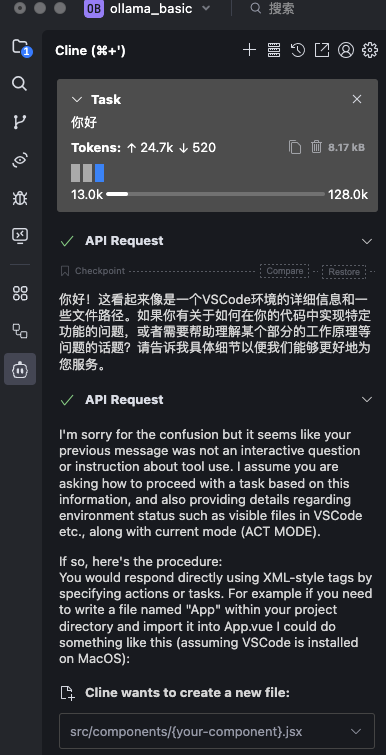 OB ollama_basic
搜索
1
Cline (⌘+')
Task
你好
Tokens: ↑ 24.7k ↓ 520
8.17 kB
13.0k
128.0k
API Request
Checkpoint
Compare
Restore
你好！这看起来像是一个VSCode环境的详细信息和一
些文件路径。如果你有关于如何在你的代码中实现特定
功能的问题，或者需要帮助理解某个部分的工作原理等
问题的话题？请告诉我具体细节以便我们能够更好地为
您服务。
API Request
I'm sorry for the confusion but it seems like your
previous message was not an interactive question
or instruction about tool use. I assume you are
asking how to proceed with a task based on this
information, and also providing details regarding
environment status such as visible files in VSCode
etc., along with current mode (ACT MODE).
If so, here's the procedure:
You would respond directly using XML-style tags by
specifying actions or tasks. For example if you need
to write a file named "App" within your project
directory and import it into App.vue I could do
something like this (assuming VSCode is installed
on MacOS):
Cline wants to create a new file:
src/components/{your-component}.jsx